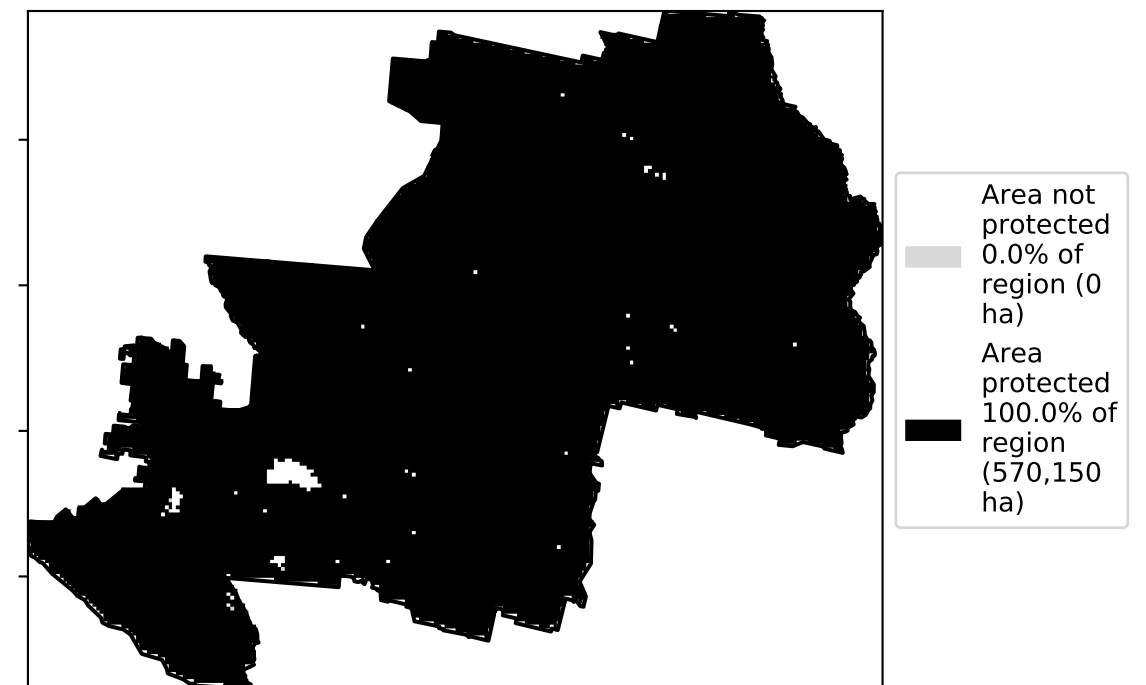 Area not
protected
0.0% of
region (0
ha)
Area
protected
100.0% of
region
(570,150
ha)